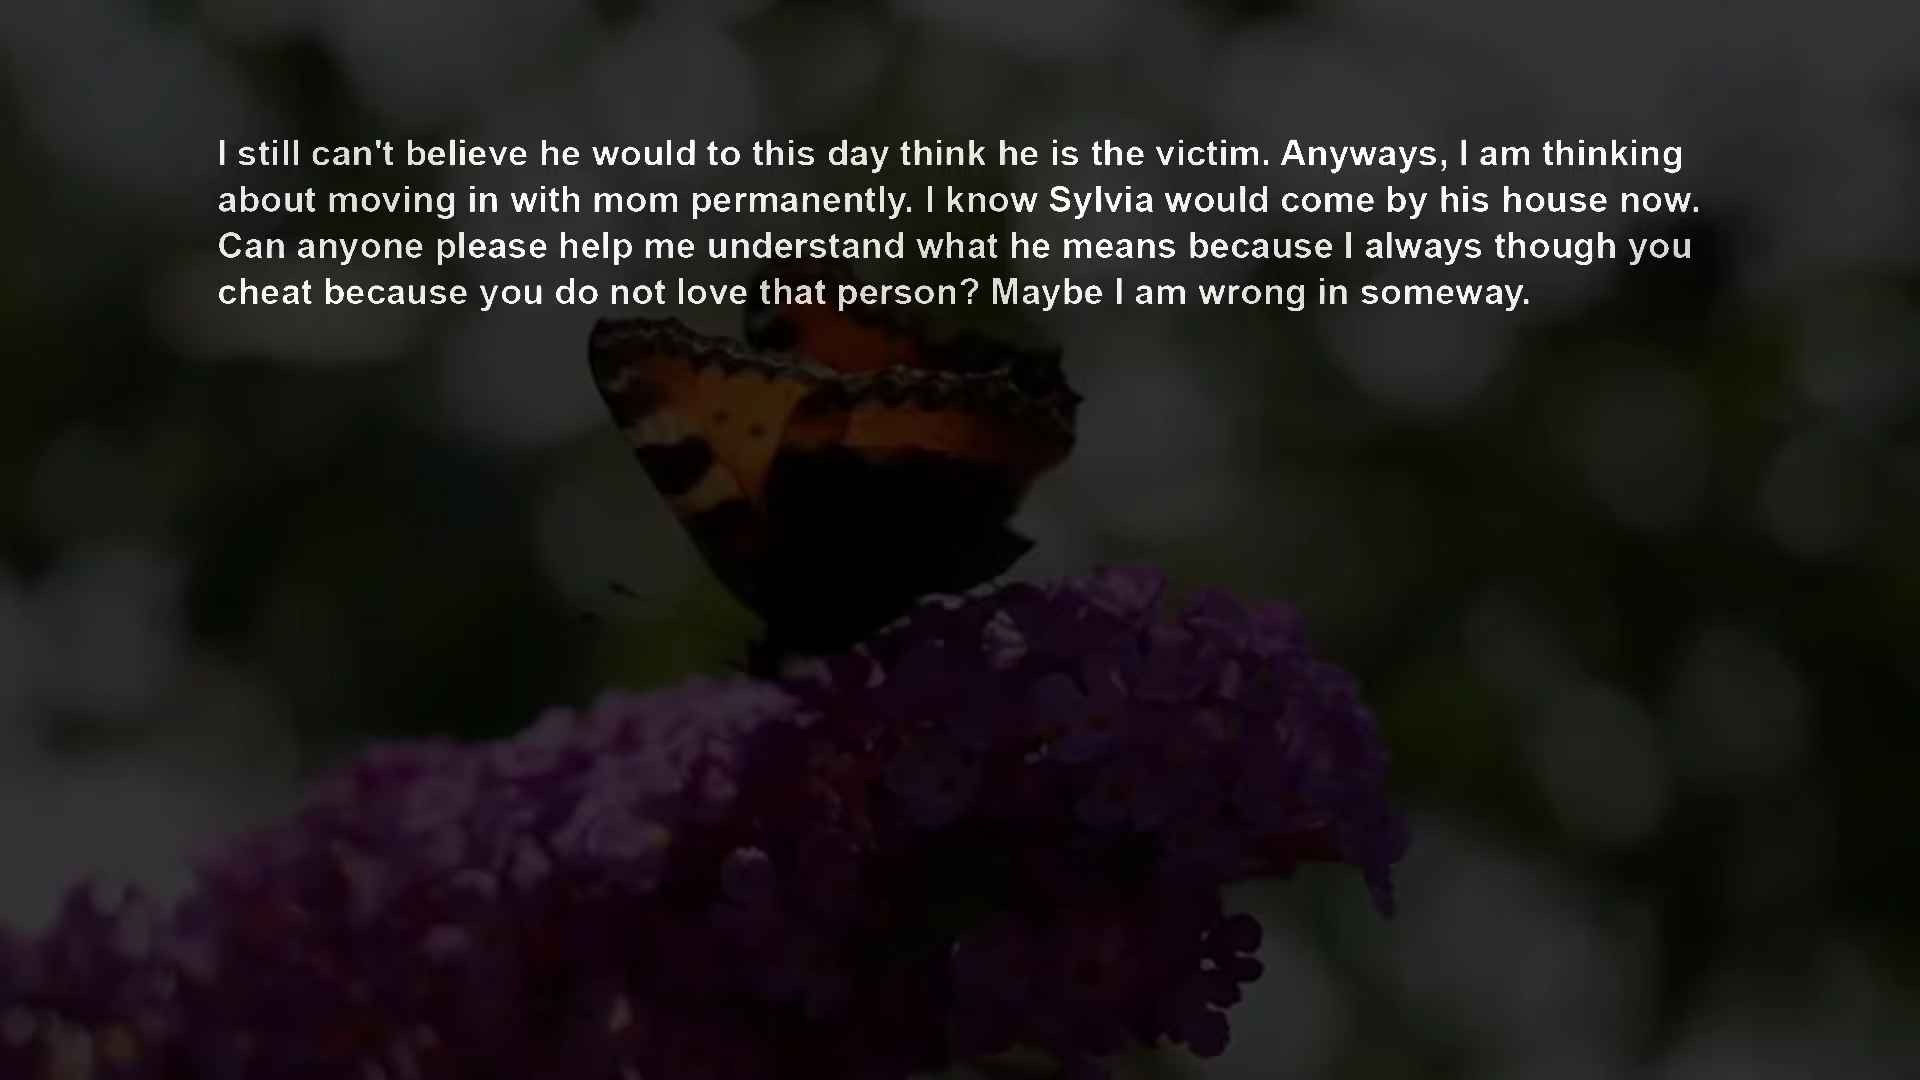 I still can't believe he would to this day think he is the victim. Anyways, I am thinking
about moving in with mom permanently. I know Sylvia would come by his house now.
Can anyone please help me understand what he means because I always though you
cheat because you do not love that person? Maybe I am wrong in someway.